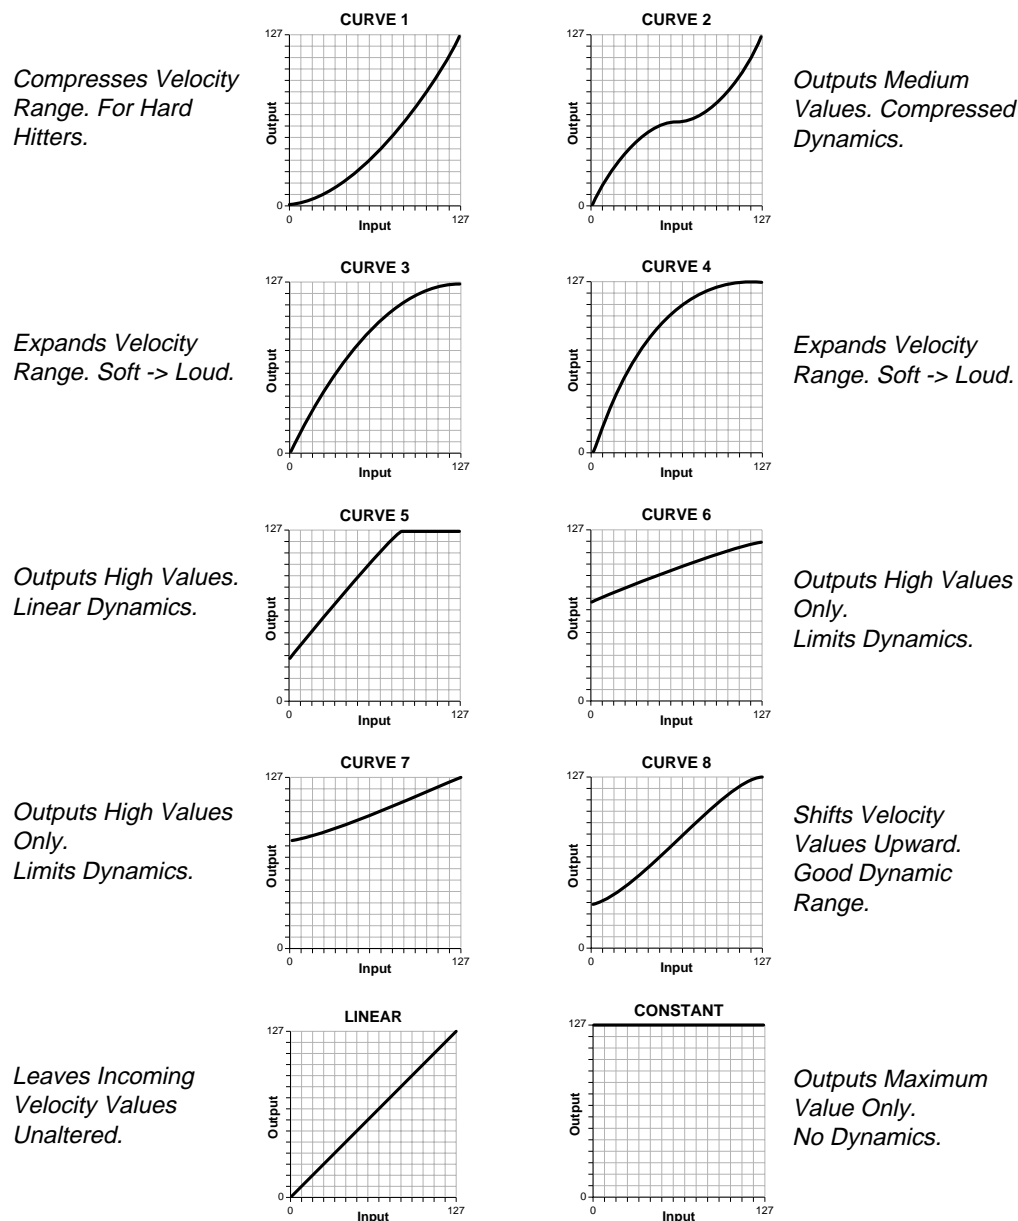 CURVE 1
Compresses Velocity
Range. For Hard
Hitters.
127
Output
0
0
Input
127
CURVE 2
127
Output
0
0
Input
127
Outputs Medium
Values. Compressed
Dynamics.
CURVE 3
Expands Velocity
Range. Soft -> Loud.
127
Output
0
0
Input
127
CURVE 4
127
Output
0
0
Input
127
Expands Velocity
Range. Soft -> Loud.
CURVE 5
Outputs High Values.
Linear Dynamics.
127
Output
0
0
Input
127
CURVE 6
127
Output
0
0
Input
127
Outputs High Values
Only.
Limits Dynamics.
CURVE 7
Outputs High Values
Only.
Limits Dynamics.
127
Output
0
0
Input
127
CURVE 8
127
Output
0
0
Input
127
Shifts Velocity
Values Upward.
Good Dynamic
Range.
LINEAR
Leaves Incoming
Velocity Values
Unaltered.
127
Output
0
0
Input
127
CONSTANT
127
Output
0
0
Input
127
Outputs Maximum
Value Only.
No Dynamics.